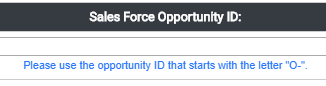 Sales Force Opportunity ID:
Please use the opportunity ID that starts with the letter "O-".